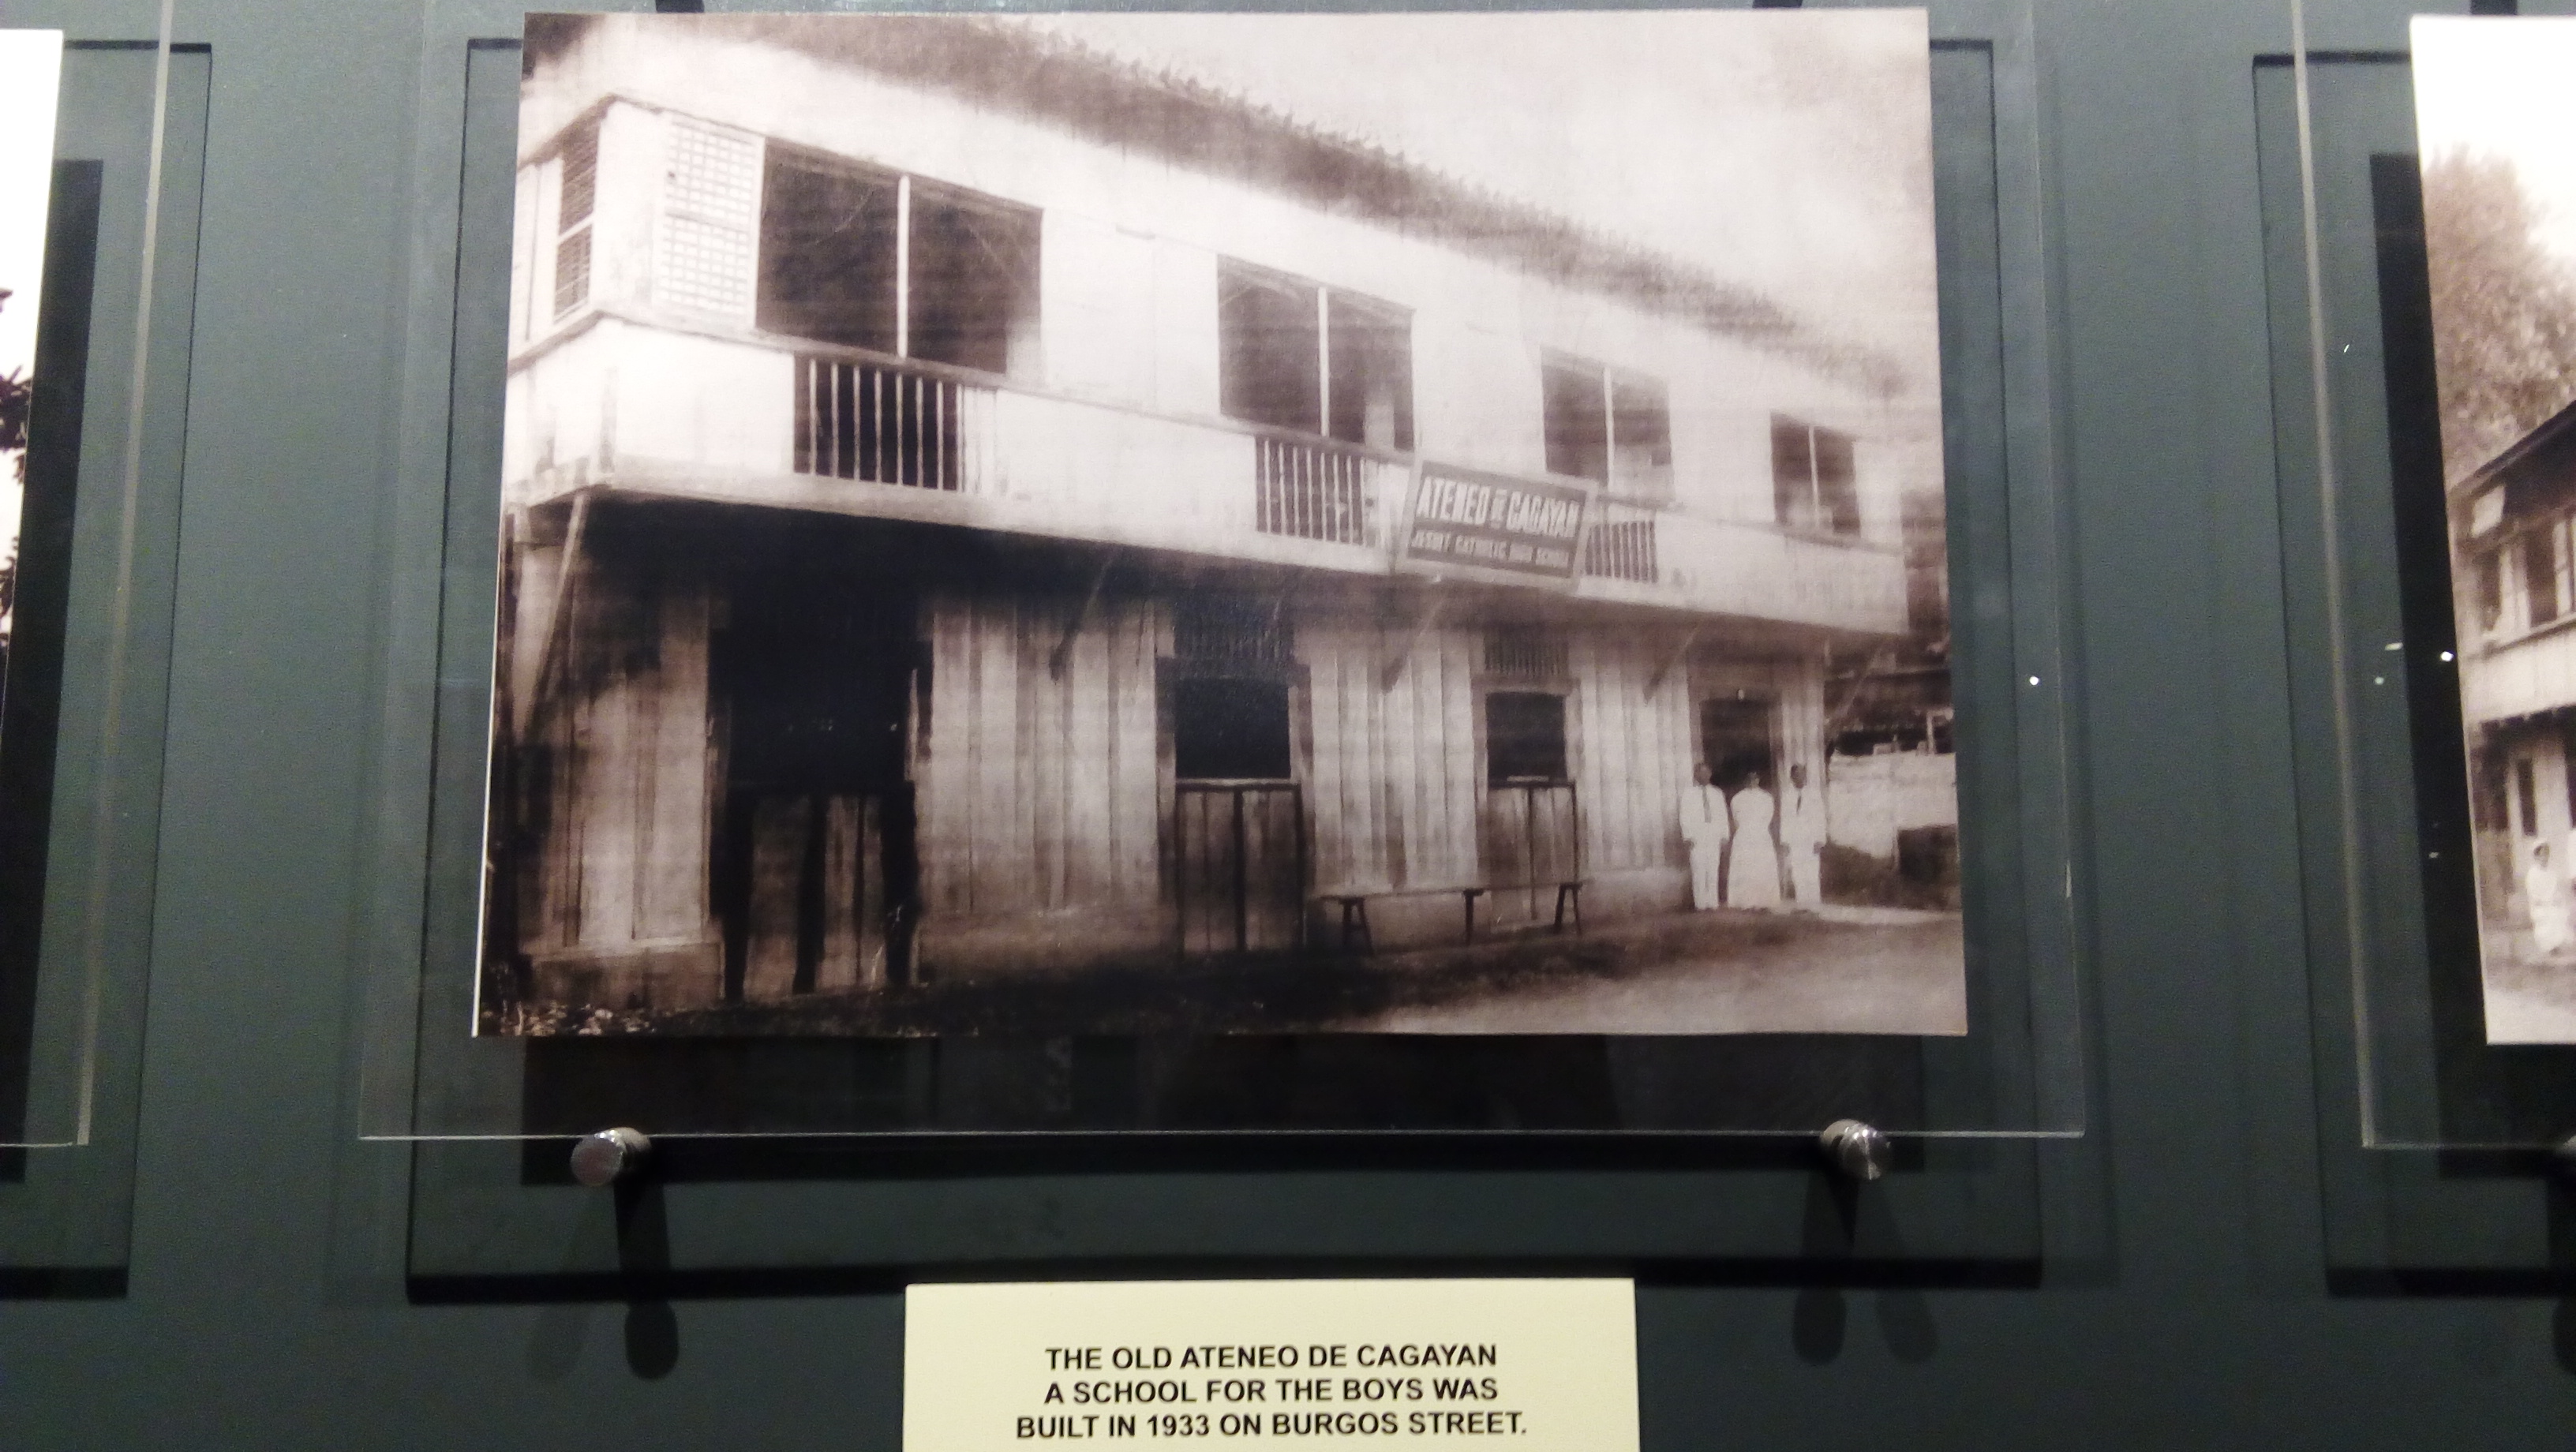 ATENEO DE CAGAYAN
JESUIT CATHOLIC HIGH SCHOOL
THE OLD ATENEO DE CAGAYAN
A SCHOOL FOR THE BOYS WAS
BUILT IN 1933 ON BURGOS STREET.